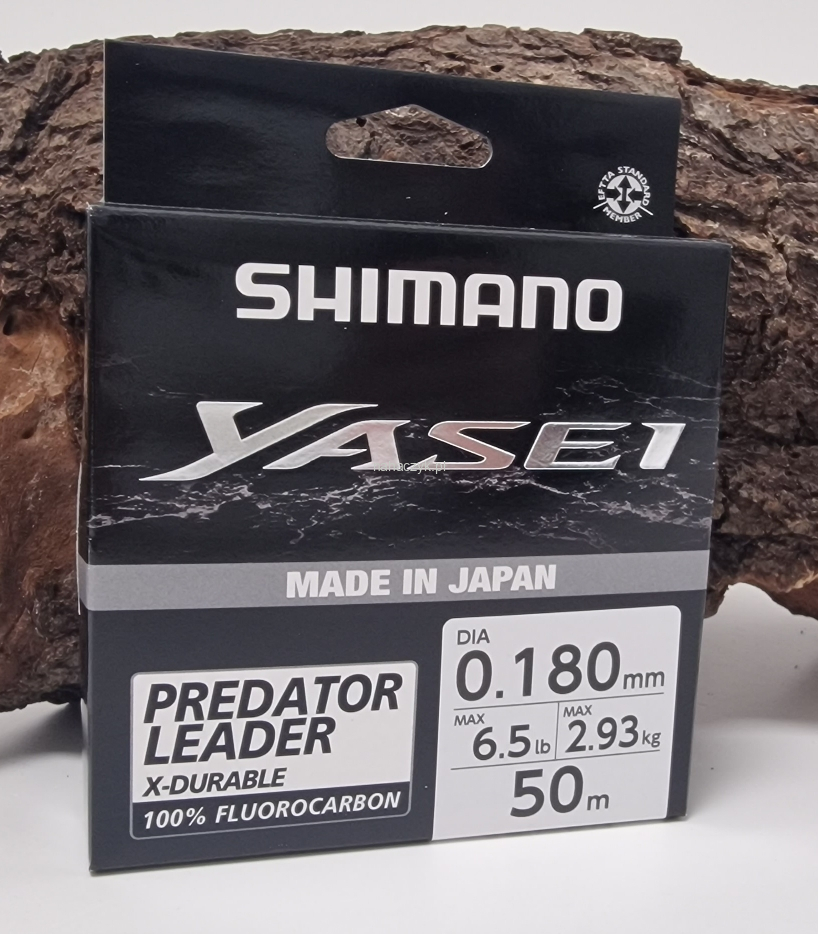 EFTTA STANDARD
MEMBER
SHIMANO
YASEI
MADE IN JAPAN
PREDATOR
LEADER
X-DURABLE
100% FLUOROCARBON
DIA
0.180mm
MAX
6.5lb
MAX
2.93kg
50m